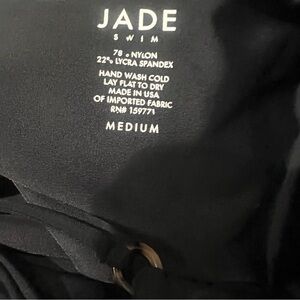 JADE
SWIM
78% NYLON
22% LYCRA SPANDEX
HAND WASH COLD
LAY FLAT TO DRY
MADE IN USA
OF IMPORTED FABRIC
RN# 159771
MEDIUM